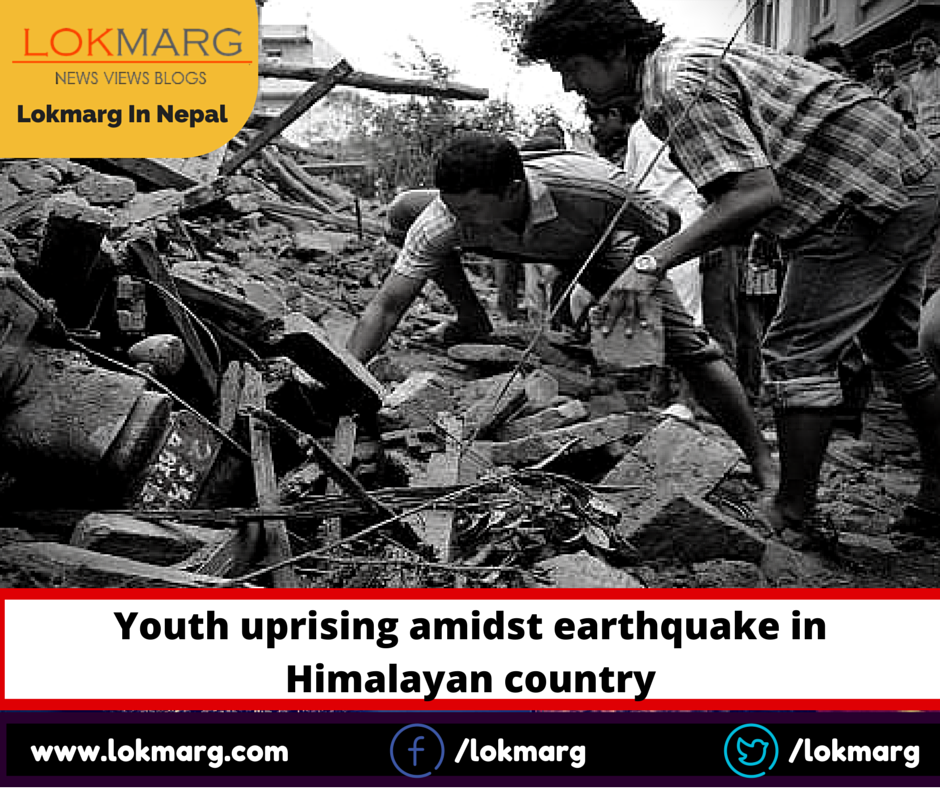 LOKMARG
NEWS VIEWS BLOGS
Lokmarg In Nepal
Youth uprising amidst earthquake in
Himalayan country
www.lokmarg.com
/lokmarg
/lokmarg